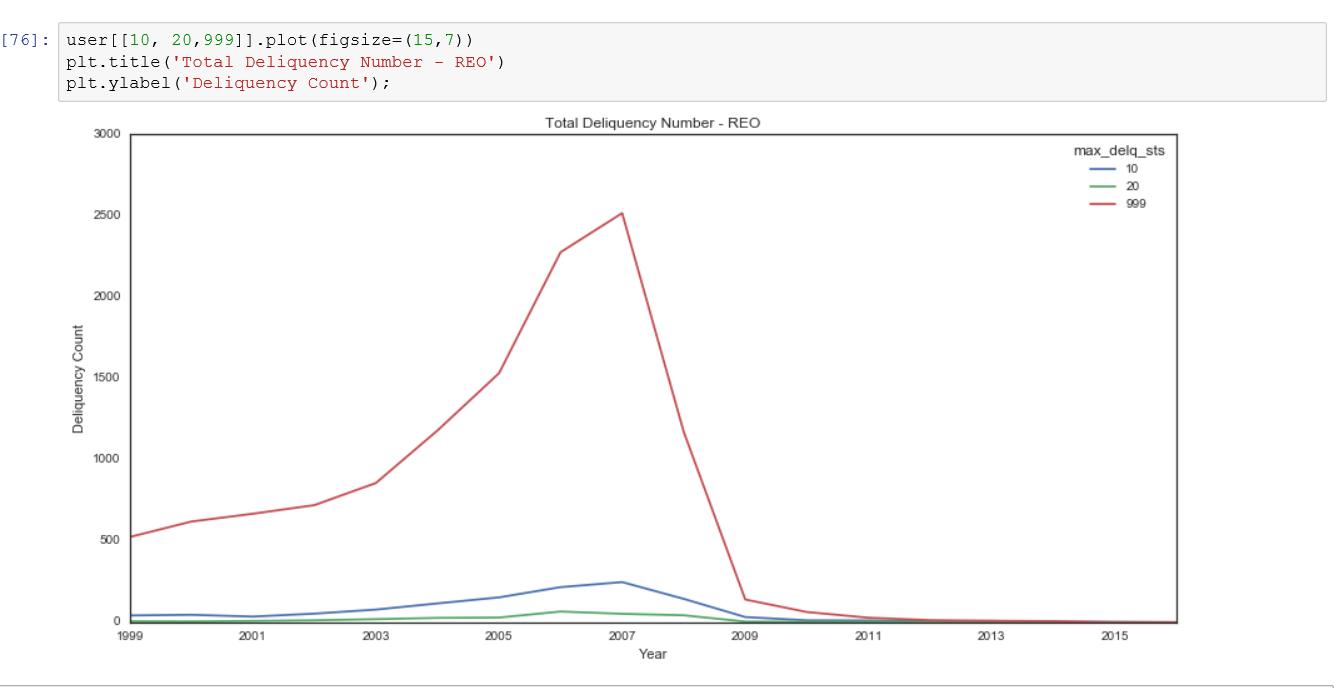 [76]: user[[10, 20,999]].plot(figsize=(15,7))
plt.title('Total Deliquency Number - REO')
plt.ylabel('Deliquency Count');
Total Deliquency Number - REO
3000
2500
2000
1500
1000
500
0
Deliquency Count
max_delq_sts
10
20
999
1999 2001 2003 2005 2007 2009 2011 2013 2015
Year